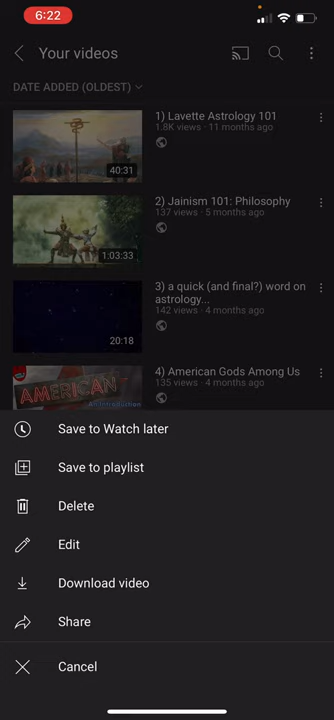 6:22
Your videos
DATE ADDED (OLDEST)
1) Lavette Astrology 101
1.8K views · 11 months ago
40:31
2) Jainism 101: Philosophy
137 views · 5 months ago
1:03:33
3) a quick (and final?) word on
astrology...
142 views · 4 months ago
20:18
4) American Gods Among Us
135 views · 4 months ago
AMERICAN
An Introduction
Save to Watch later
Save to playlist
Delete
Edit
Download video
Share
Cancel